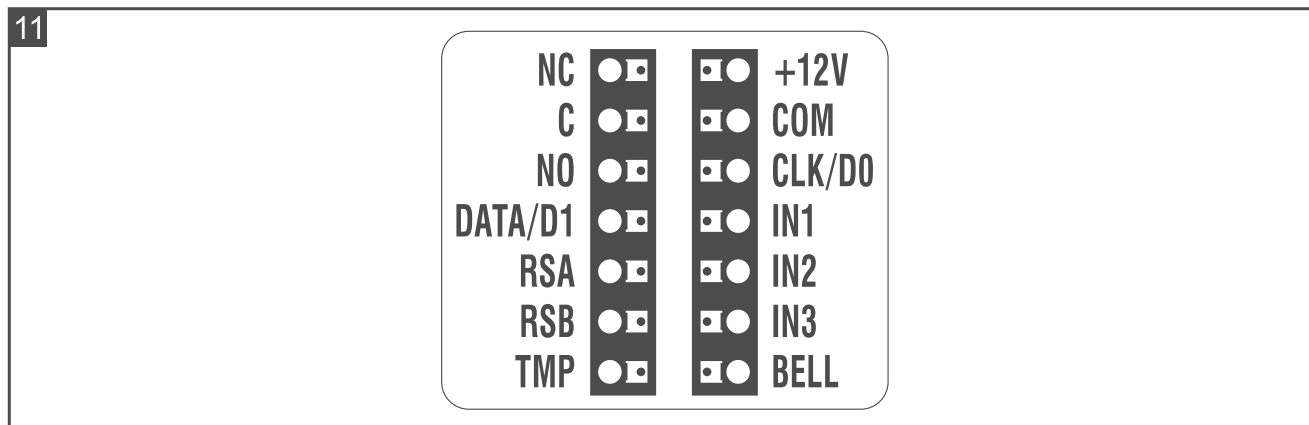 11
NC +12V
C COM
NO CLK/D0
DATA/D1 IN1
RSA IN2
RSB IN3
TMP BELL